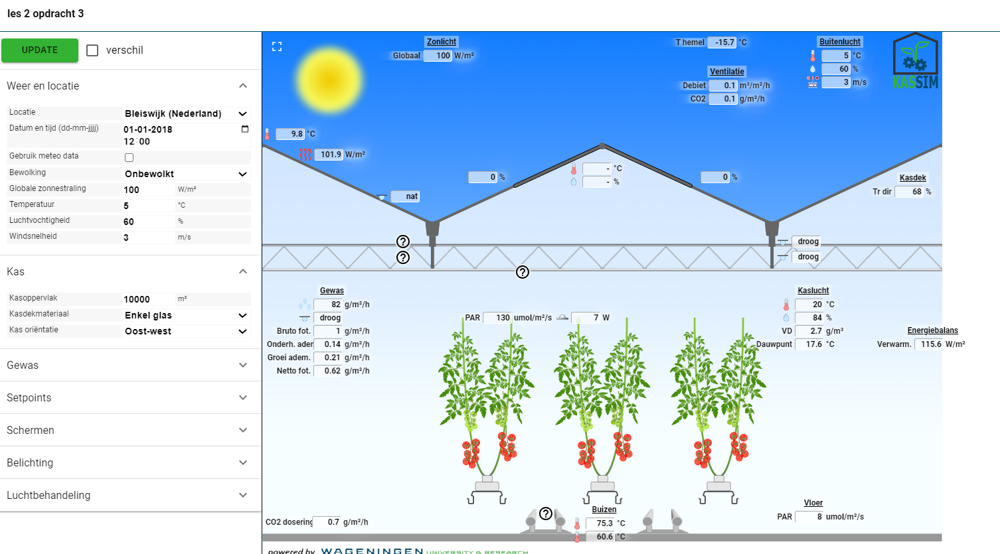 les 2 opdracht 3
UPDATE
verschil
Weer en locatie
Locatie Bleiswijk (Nederland)
Datum en tijd (dd-mm-jjjj) 01-01-2018
12:00
Gebruik meteo data
Bewolking Onbewolkt
Globale zonnestraling 100 W/m²
Temperatuur 5 °C
Luchtvochtigheid 60 %
Windsnelheid 3 m/s
Kas
Kasoppervlak 10000 m²
Kasdekmateriaal Enkel glas
Kas oriëntatie Oost-west
Gewas
Setpoints
Schermen
Belichting
Luchtbehandeling
Zonlicht
Globaal 100 W/m²
T hemel -15.7 °C
Buitenlucht
5 °C
60 %
3 m/s
KASSIM
Ventilatie
Debiet 0.1 m³/m²/h
CO2 0.1 g/m²/h
9.8 °C
101.9 W/m²
0 %
- °C
- %
0 %
nat
Kasdek
Tr dir 68 %
?
?
?
droog
droog
Gewas
82 g/m²/h
droog
Bruto fot. 1 g/m²/h
Onderh. adem 0.14 g/m²/h
Groei adem. 0.21 g/m²/h
Netto fot. 0.62 g/m²/h
PAR 130 umol/m²/s 7 W
Kaslucht
20 °C
84 %
VD 2.7 g/m³
Dauwpunt 17.6 °C
Energiebalans
Verwarm. 115.6 W/m²
CO2 dosering 0.7 g/m²/h
?
Buizen
75.3 °C
60.6 °C
Vloer
PAR 8 umol/m²/s
powered by WAGENINGEN UNIVERSITY & RESEARCH